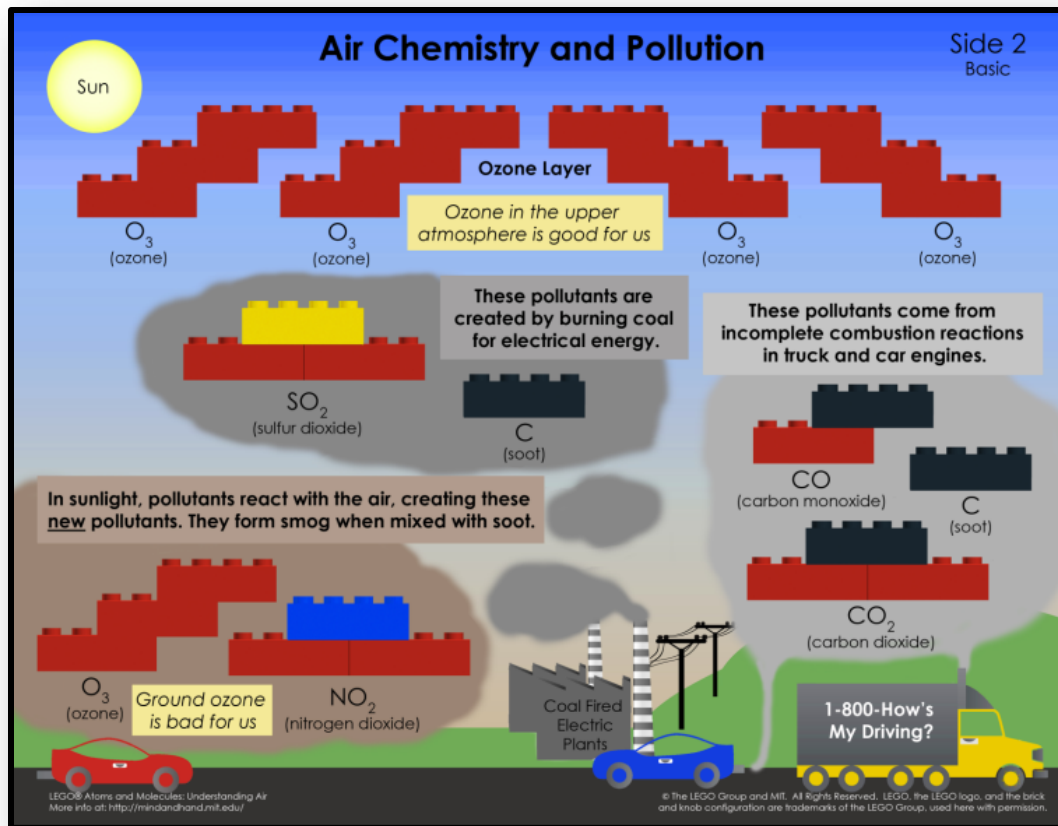 Air Chemistry and Pollution
Side 2
Basic
Sun
Ozone Layer
Ozone in the upper
atmosphere is good for us
O₃
(ozone)
O₃
(ozone)
O₃
(ozone)
O₃
(ozone)
These pollutants are
created by burning coal
for electrical energy.
SO₂
(sulfur dioxide)
C
(soot)
These pollutants come from
incomplete combustion reactions
in truck and car engines.
CO
(carbon monoxide)
C
(soot)
CO₂
(carbon dioxide)
In sunlight, pollutants react with the air, creating these
new pollutants. They form smog when mixed with soot.
O₃
(ozone)
Ground ozone
is bad for us
NO₂
(nitrogen dioxide)
Coal Fired
Electric
Plants
1-800-How's
My Driving?
LEGO® Atoms and Molecules: Understanding Air
More info at: http://mindandhand.mit.edu/
© The LEGO Group and MIT. All Rights Reserved. LEGO, the LEGO logo, and the brick
and knob configuration are trademarks of the LEGO Group, used here with permission.